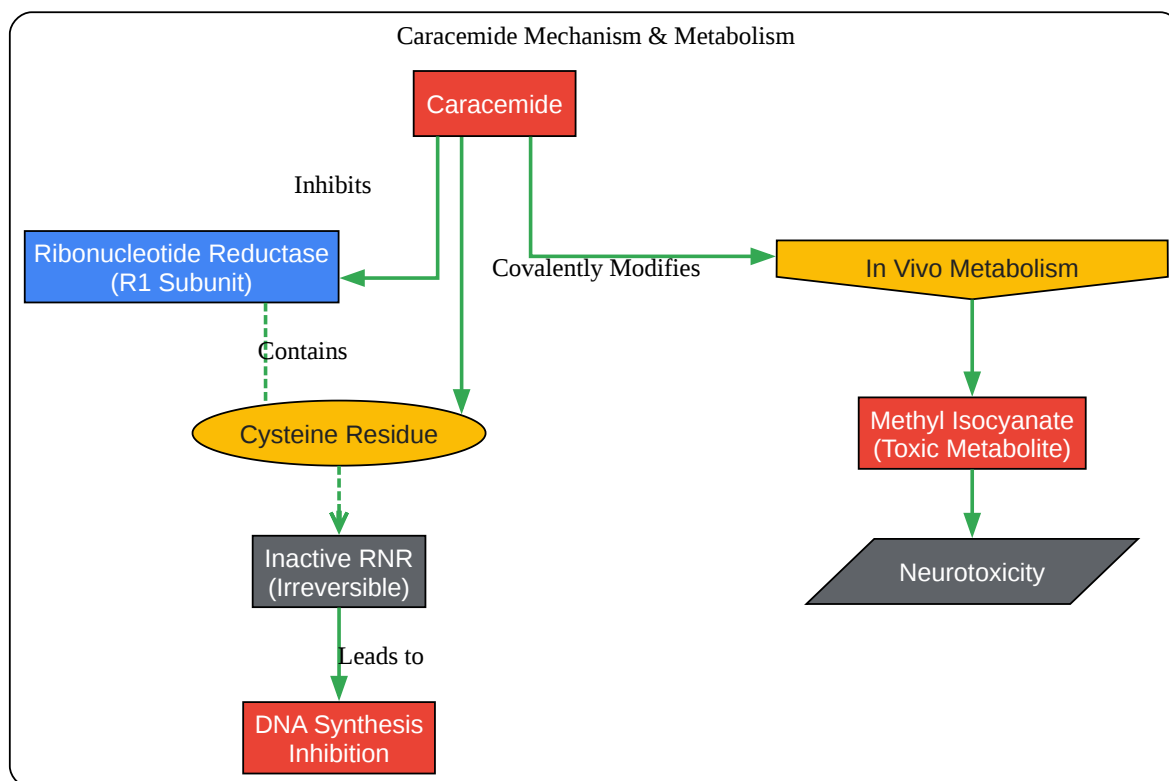 Caracemide Mechanism & Metabolism
Caracemide
Inhibits
Ribonucleotide Reductase
(R1 Subunit)
Covalently Modifies
In Vivo Metabolism
Contains
Cysteine Residue
Methyl Isocyanate
(Toxic Metabolite)
Inactive RNR
(Irreversible)
Neurotoxicity
Leads to
DNA Synthesis
Inhibition